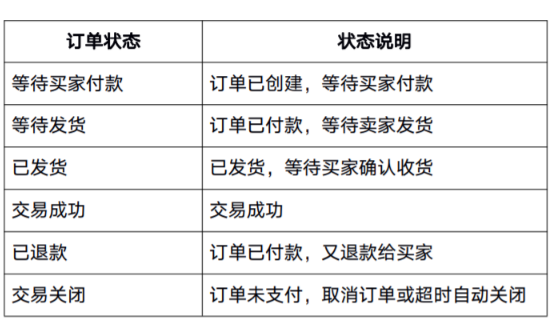 订单状态 状态说明
等待买家付款 订单已创建，等待买家付款
等待发货 订单已付款，等待卖家发货
已发货 已发货，等待买家确认收货
交易成功 交易成功
已退款 订单已付款，又退款给买家
交易关闭 订单未支付，取消订单或超时自动关闭